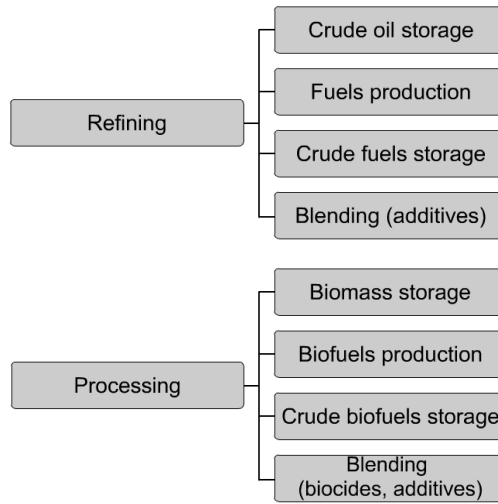 Refining
Crude oil storage
Fuels production
Crude fuels storage
Blending (additives)
Processing
Biomass storage
Biofuels production
Crude biofuels storage
Blending
(biocides, additives)